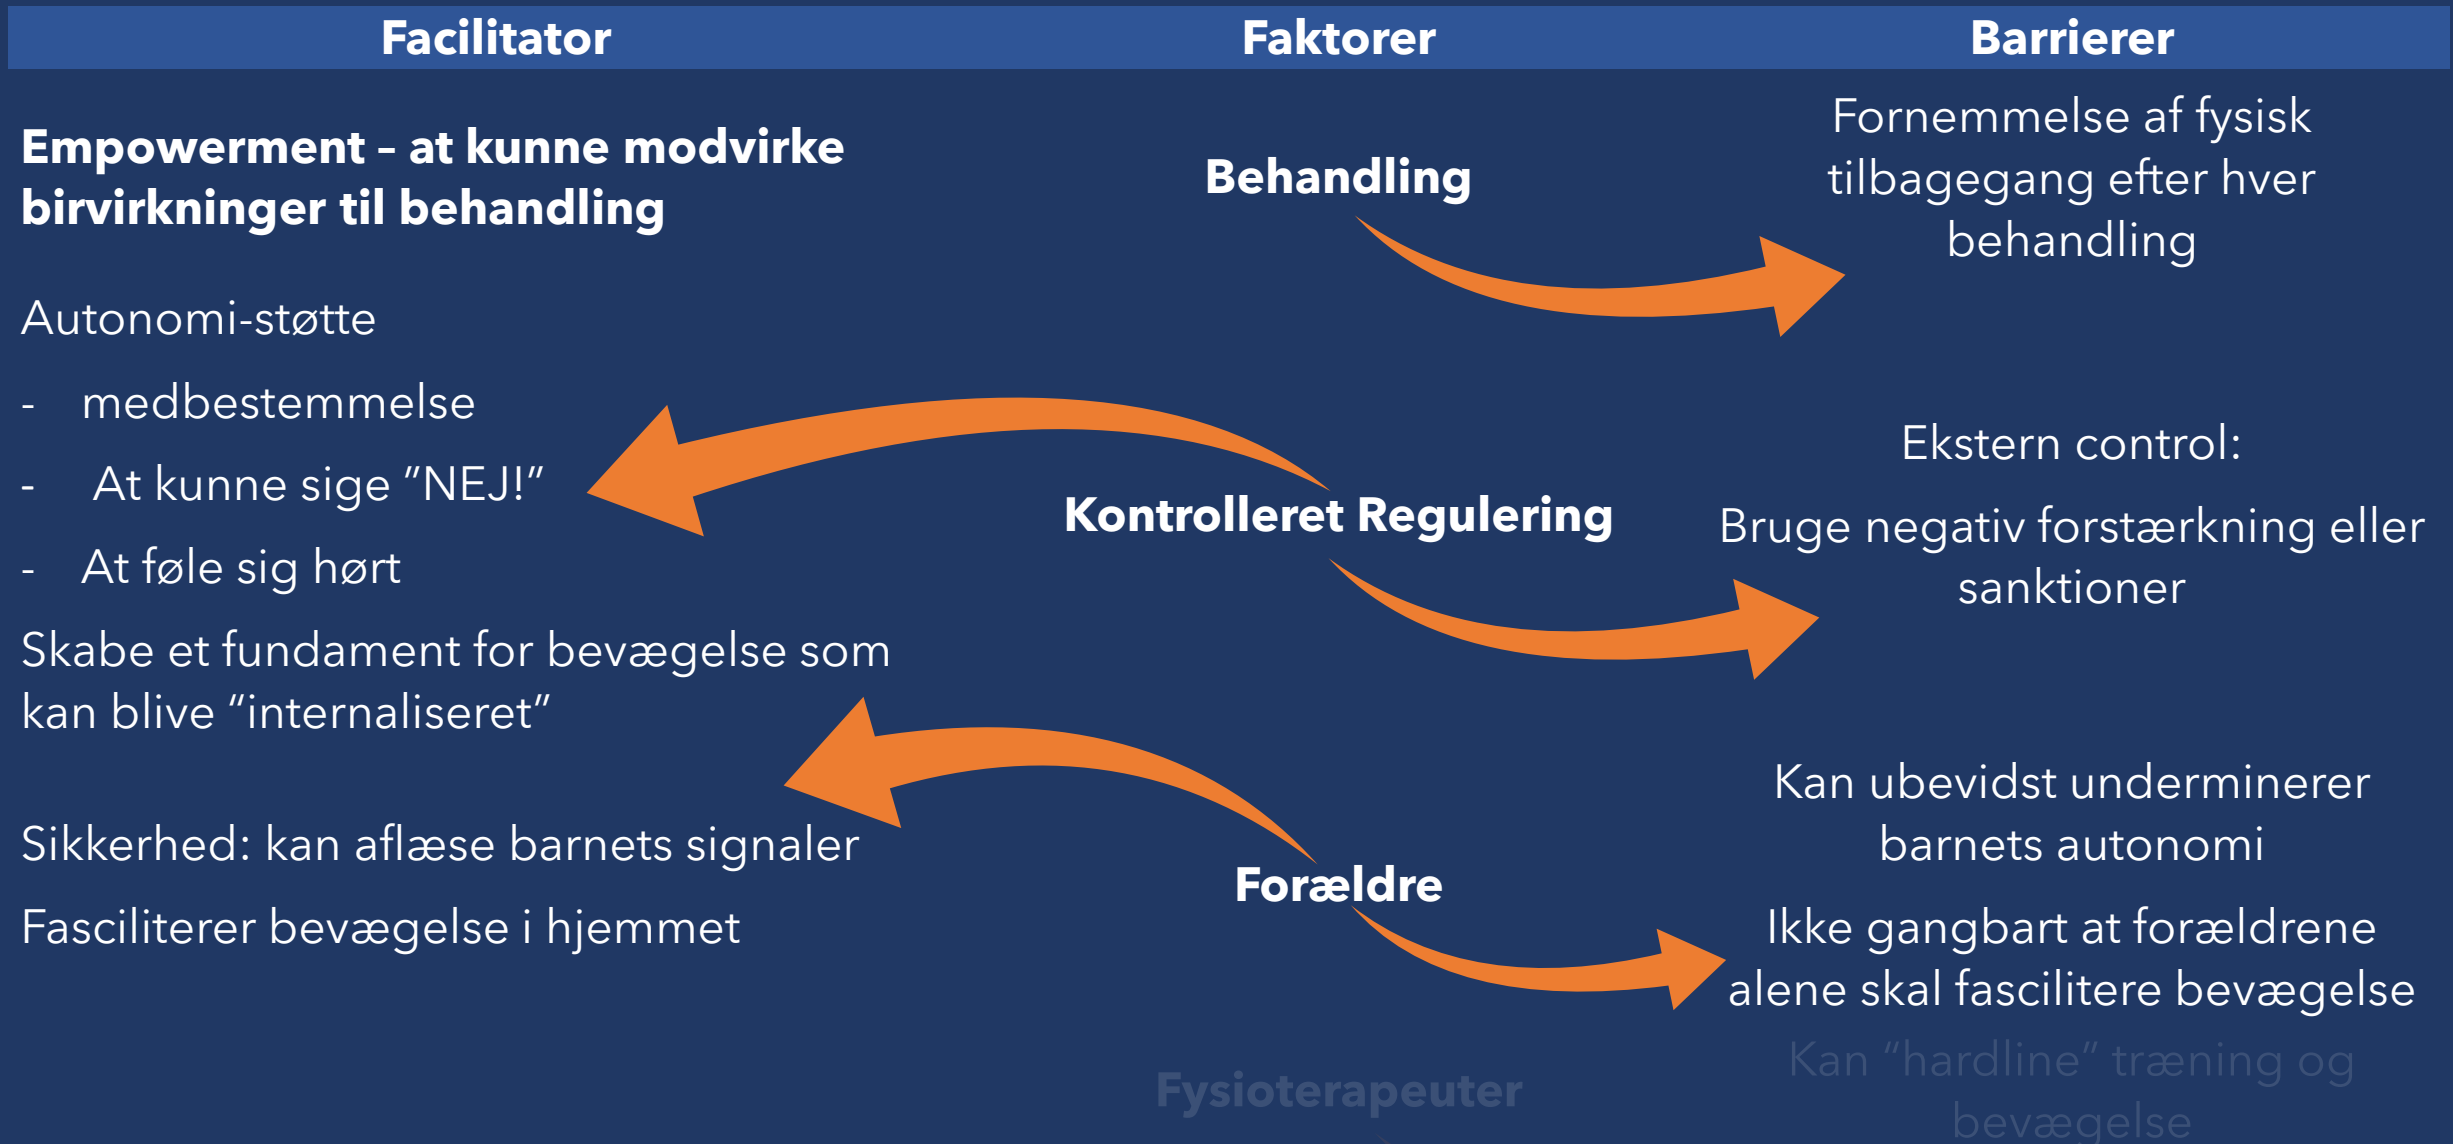 Facilitator
Faktorer
Barrierer
Empowerment – at kunne modvirke
birvirkninger til behandling
Behandling
Fornemmelse af fysisk
tilbagegang efter hver
behandling
Autonomi-støtte
- medbestemmelse
- At kunne sige ”NEJ!”
- At føle sig hørt
Skabe et fundament for bevægelse som
kan blive “internaliseret”
Kontrolleret Regulering
Ekstern control:
Bruge negativ forstærkning eller
sanktioner
Sikkerhed: kan aflæse barnets signaler
Fasciliterer bevægelse i hjemmet
Forældre
Kan ubevidst underminerer
barnets autonomi
Ikke gangbart at forældrene
alene skal fascilitere bevægelse
Fysioterapeuter
Kan “hardline” træning og
bevægelse